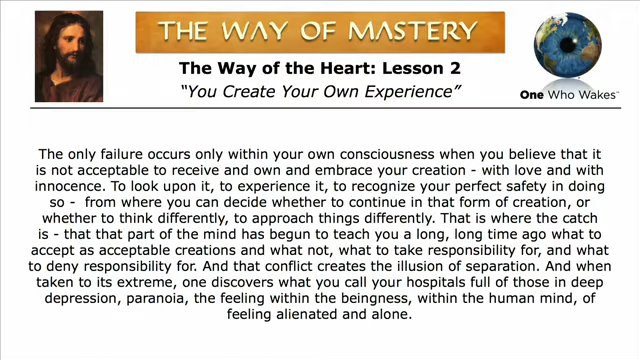 THE WAY OF MASTERY
The Way of the Heart: Lesson 2
“You Create Your Own Experience”
One Who Wakes™
The only failure occurs only within your own consciousness when you believe that it
is not acceptable to receive and own and embrace your creation - with love and with
innocence. To look upon it, to experience it, to recognize your perfect safety in doing
so -  from where you can decide whether to continue in that form of creation, or
whether to think differently, to approach things differently. That is where the catch
is - that that part of the mind has begun to teach you a long, long time ago what to
accept as acceptable creations and what not, what to take responsibility for, and what
to deny responsibility for. And that conflict creates the illusion of separation. And when
taken to its extreme, one discovers what you call your hospitals full of those in deep
depression, paranoia, the feeling within the beingness, within the human mind, of
feeling alienated and alone.